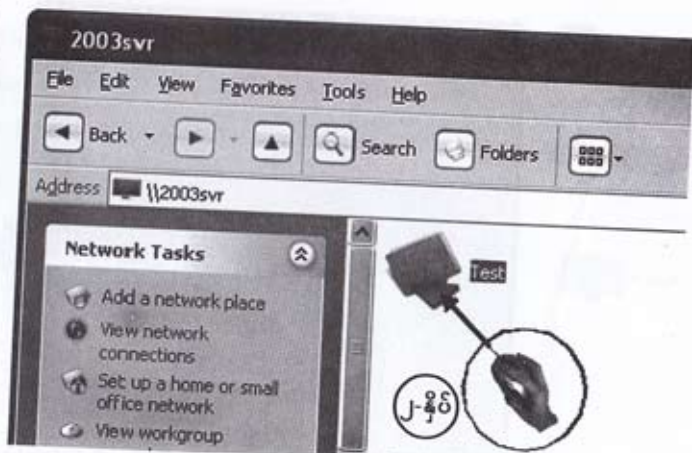 2003svr
File Edit View Favorites Tools Help
Back Search Folders
Address \\2003svr
Network Tasks
Add a network place
View network
connections
Set up a home or small
office network
View workgroup
Test